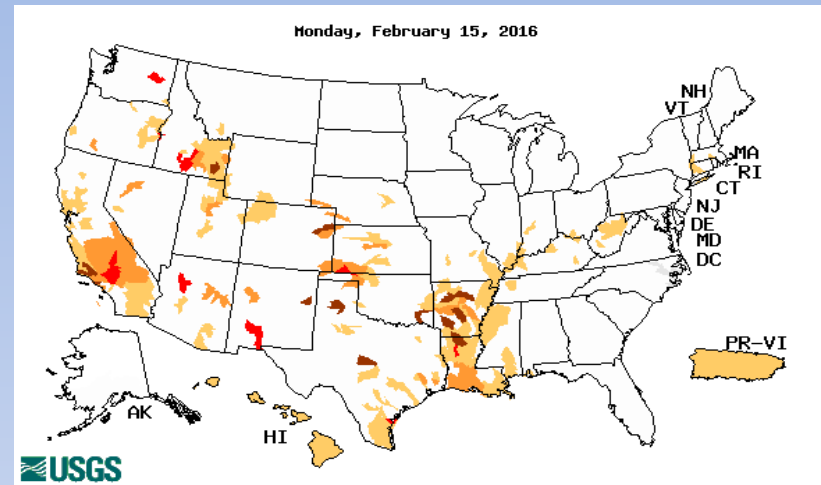 Monday, February 15, 2016
NH
VT
MA
RI
CT
NJ
DE
MD
DC
PR-VI
AK
HI
USGS